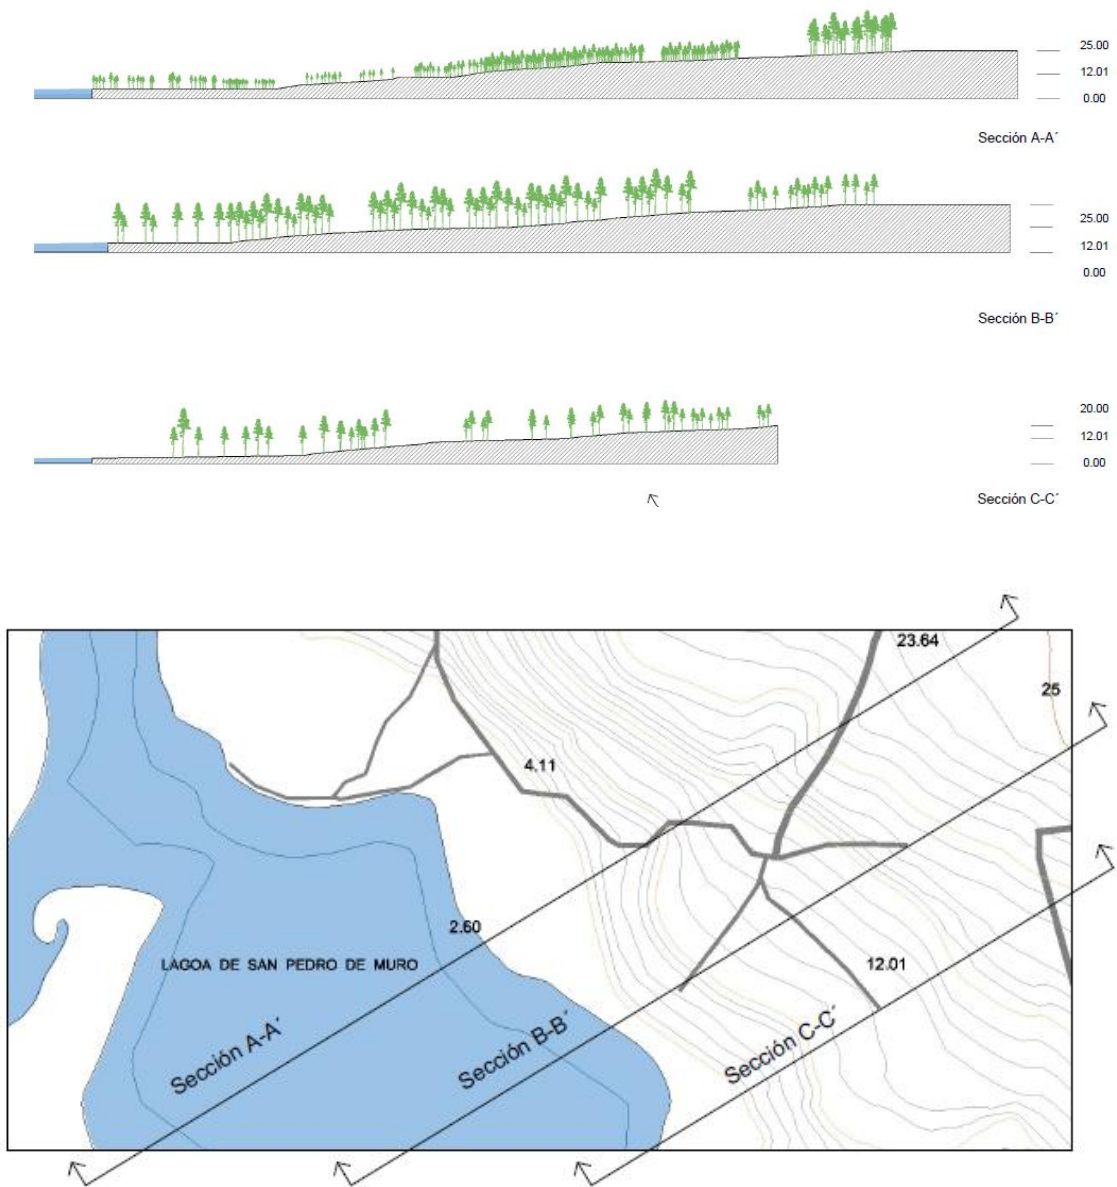 25.00
12.01
0.00
Sección A-A´
25.00
12.01
0.00
Sección B-B´
20.00
12.01
0.00
Sección C-C´
23.64
25
4.11
2.60
LAGOA DE SAN PEDRO DE MURO
12.01
Sección A-A´
Sección B-B´
Sección C-C´